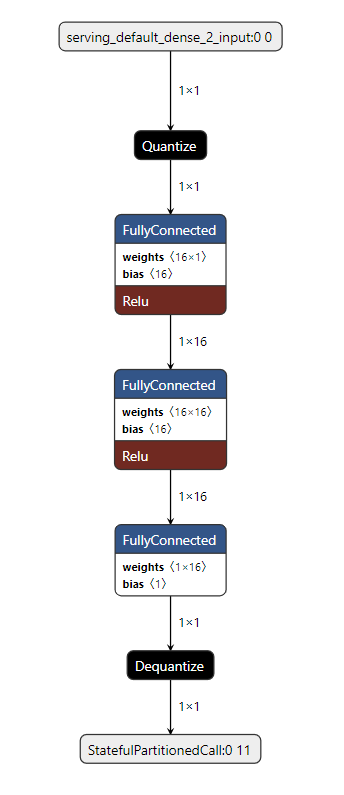 serving_default_dense_2_input:0 0
1×1
Quantize
1×1
FullyConnected
weights 〈16×1〉
bias 〈16〉
Relu
1×16
FullyConnected
weights 〈16×16〉
bias 〈16〉
Relu
1×16
FullyConnected
weights 〈1×16〉
bias 〈1〉
1×1
Dequantize
1×1
StatefulPartitionedCall:0 11